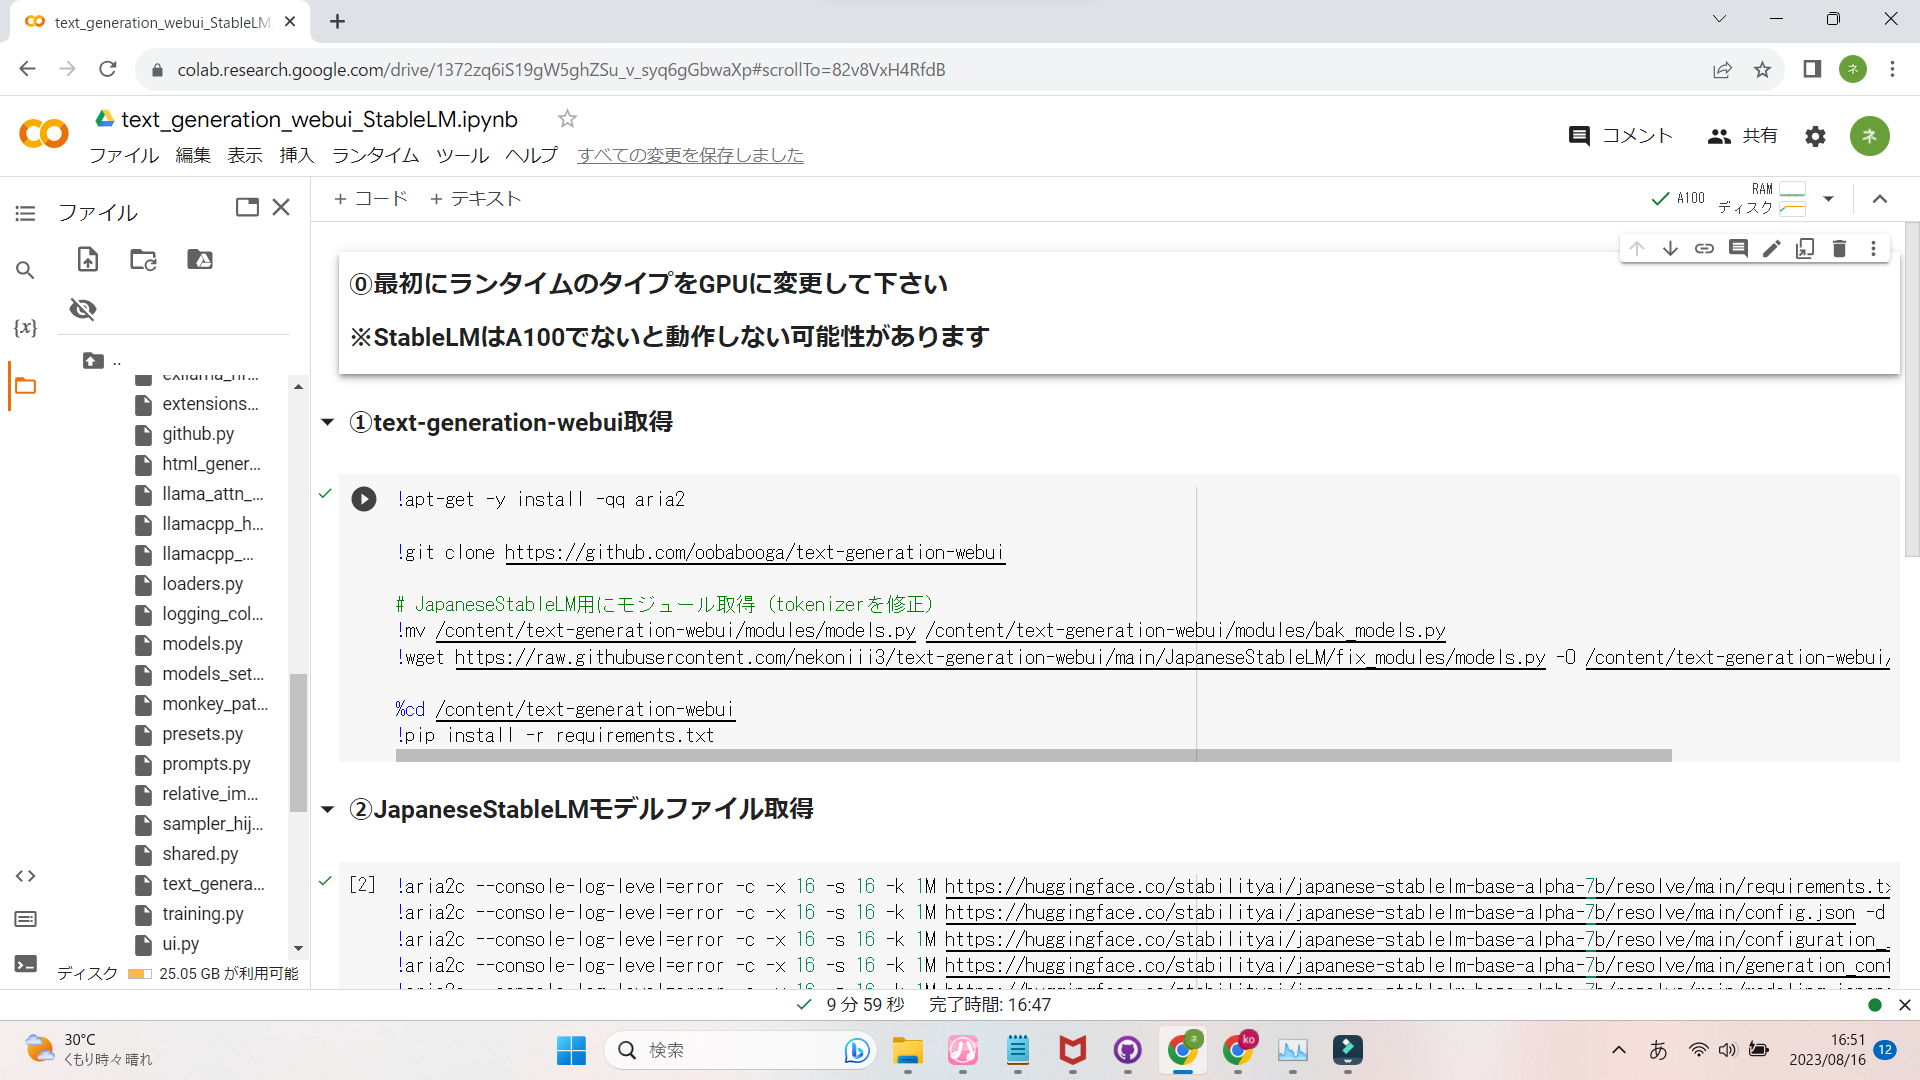 text_generation_webui_StableLM
colab.research.google.com/drive/1372zq6iS19gW5ghZSu_v_syq6gGbwaXp#scrollTo=82v8VxH4RfdB
ネ
text_generation_webui_StableLM.ipynb
コメント
共有
ネ
ファイル 編集 表示 挿入 ランタイム ツール ヘルプ すべての変更を保存しました
ファイル
+ コード + テキスト
A100
RAM
ディスク
{x}
..
extensions...
github.py
html_gener...
llama_attn_...
llamacpp_h...
llamacpp_...
loaders.py
logging_col...
models.py
models_set...
monkey_pat...
presets.py
prompts.py
relative_im...
sampler_hij...
shared.py
text_genera...
training.py
ui.py
ディスク 25.05 GB が利用可能
⓪最初にランタイムのタイプをGPUに変更して下さい
※StableLMはA100でないと動作しない可能性があります
①text-generation-webui取得
!apt-get -y install -qq aria2
!git clone https://github.com/oobabooga/text-generation-webui
# JapaneseStableLM用にモジュール取得（tokenizerを修正）
!mv /content/text-generation-webui/modules/models.py /content/text-generation-webui/modules/bak_models.py
!wget https://raw.githubusercontent.com/nekoniii3/text-generation-webui/main/JapaneseStableLM/fix_modules/models.py -O /content/text-generation-webui/
%cd /content/text-generation-webui
!pip install -r requirements.txt
②JapaneseStableLMモデルファイル取得
[2]
!aria2c --console-log-level=error -c -x 16 -s 16 -k 1M https://huggingface.co/stabilityai/japanese-stablelm-base-alpha-7b/resolve/main/requirements.tx
!aria2c --console-log-level=error -c -x 16 -s 16 -k 1M https://huggingface.co/stabilityai/japanese-stablelm-base-alpha-7b/resolve/main/config.json -d
!aria2c --console-log-level=error -c -x 16 -s 16 -k 1M https://huggingface.co/stabilityai/japanese-stablelm-base-alpha-7b/resolve/main/configuration_
!aria2c --console-log-level=error -c -x 16 -s 16 -k 1M https://huggingface.co/stabilityai/japanese-stablelm-base-alpha-7b/resolve/main/generation_conf
9 分 59 秒 完了時間: 16:47
30°C
くもり時々晴れ
検索
ネ
ko
あ
16:51
2023/08/16
12